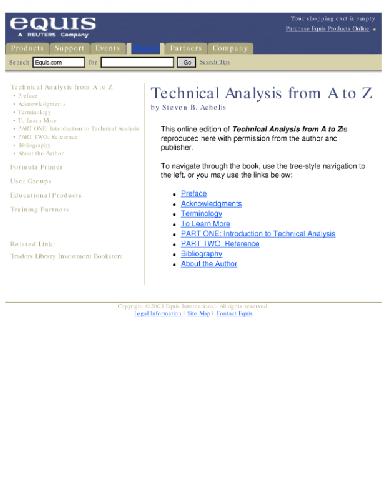 EQUIS
A REUTERS Company
Your shopping cart is empty
Purchase Equis Products Online
Products Support Events Partners Company
Search Equis.com for Go Search Tips
Technical Analysis from A to Z
• Preface
• Acknowledgments
• Terminology
• To Learn More
• PART ONE: Introduction to Technical Analysis
• PART TWO: Reference
• Bibliography
• About the Author
Formula Primer
User Groups
Educational Products
Training Partners
Related Link:
Traders Library Investment Bookstore
Technical Analysis from A to Z
by Steven B. Achelis
This online edition of Technical Analysis from A to Z is
reproduced here with permission from the author and
publisher.
To navigate through the book, use the tree-style navigation to
the left, or you may use the links below:
• Preface
• Acknowledgments
• Terminology
• To Learn More
• PART ONE: Introduction to Technical Analysis
• PART TWO: Reference
• Bibliography
• About the Author
Copyright © Equis International. All rights reserved.
Legal Information | Site Map | Contact Equis